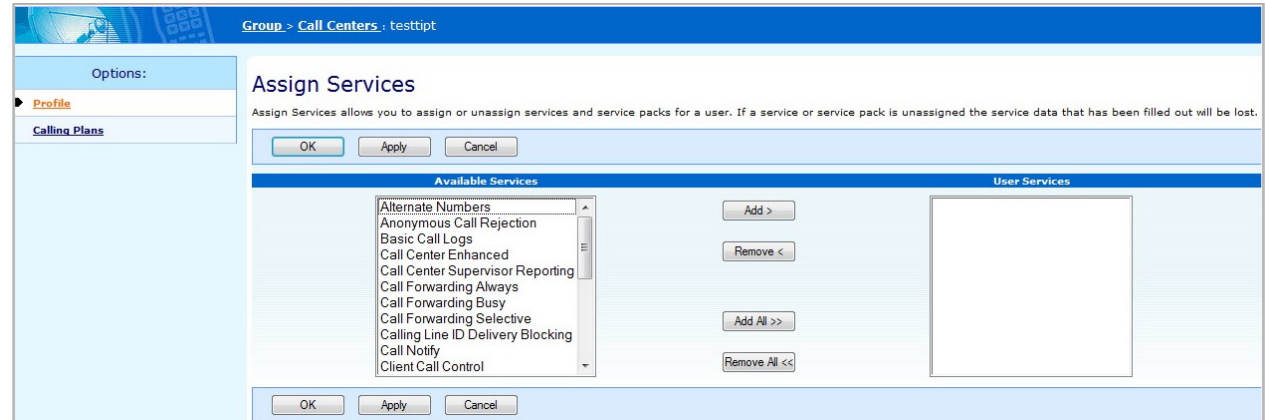 Group > Call Centers : testtipt
Options:
Profile
Calling Plans
Assign Services
Assign Services allows you to assign or unassign services and service packs for a user. If a service or service pack is unassigned the service data that has been filled out will be lost.
OK Apply Cancel
Available Services User Services
Alternate Numbers
Anonymous Call Rejection
Basic Call Logs
Call Center Enhanced
Call Center Supervisor Reporting
Call Forwarding Always
Call Forwarding Busy
Call Forwarding Selective
Calling Line ID Delivery Blocking
Call Notify
Client Call Control
Add >
Remove <
Add All >>
Remove All <<
OK Apply Cancel